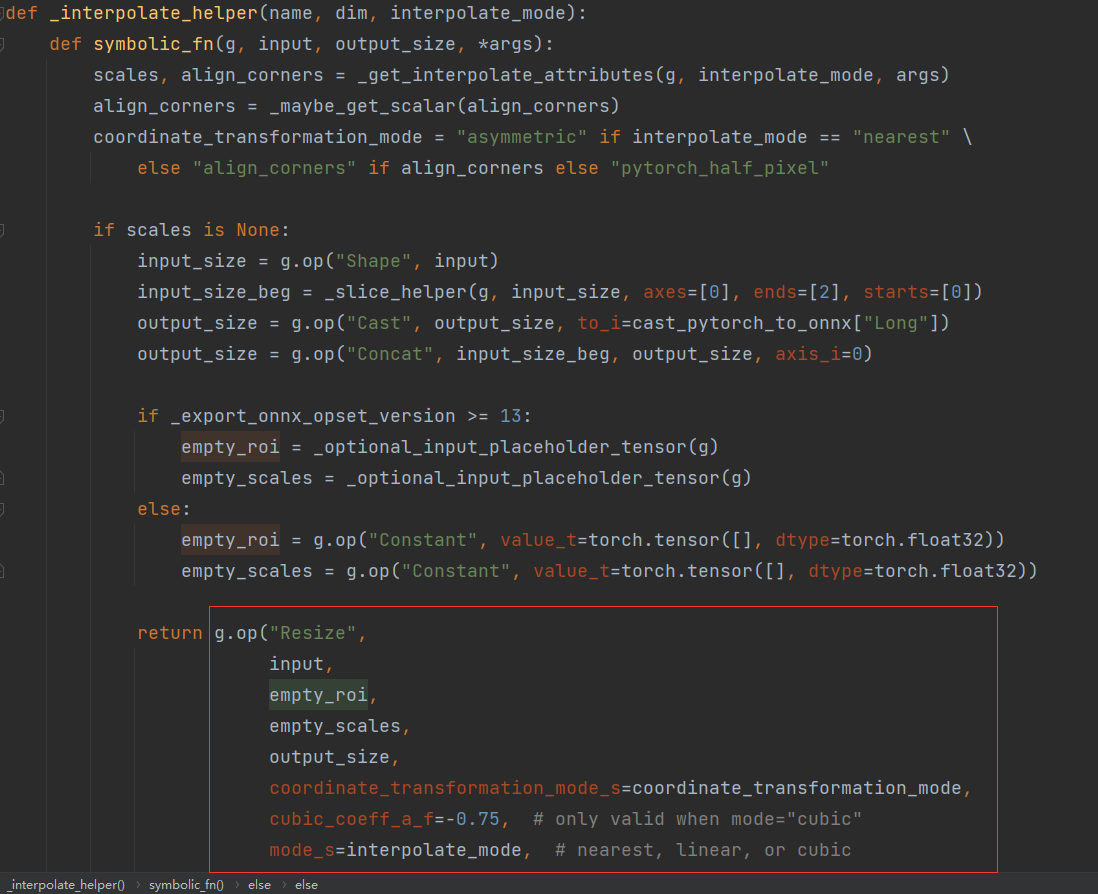 def _interpolate_helper(name, dim, interpolate_mode):
    def symbolic_fn(g, input, output_size, *args):
        scales, align_corners = _get_interpolate_attributes(g, interpolate_mode, args)
        align_corners = _maybe_get_scalar(align_corners)
        coordinate_transformation_mode = "asymmetric" if interpolate_mode == "nearest" \
            else "align_corners" if align_corners else "pytorch_half_pixel"

        if scales is None:
            input_size = g.op("Shape", input)
            input_size_beg = _slice_helper(g, input_size, axes=[0], ends=[2], starts=[0])
            output_size = g.op("Cast", output_size, to_i=cast_pytorch_to_onnx["Long"])
            output_size = g.op("Concat", input_size_beg, output_size, axis_i=0)

            if _export_onnx_opset_version >= 13:
                empty_roi = _optional_input_placeholder_tensor(g)
                empty_scales = _optional_input_placeholder_tensor(g)
            else:
                empty_roi = g.op("Constant", value_t=torch.tensor([], dtype=torch.float32))
                empty_scales = g.op("Constant", value_t=torch.tensor([], dtype=torch.float32))

            return g.op("Resize",
                        input,
                        empty_roi,
                        empty_scales,
                        output_size,
                        coordinate_transformation_mode_s=coordinate_transformation_mode,
                        cubic_coeff_a_f=-0.75,  # only valid when mode="cubic"
                        mode_s=interpolate_mode,  # nearest, linear, or cubic
_interpolate_helper() › symbolic_fn() › else › else